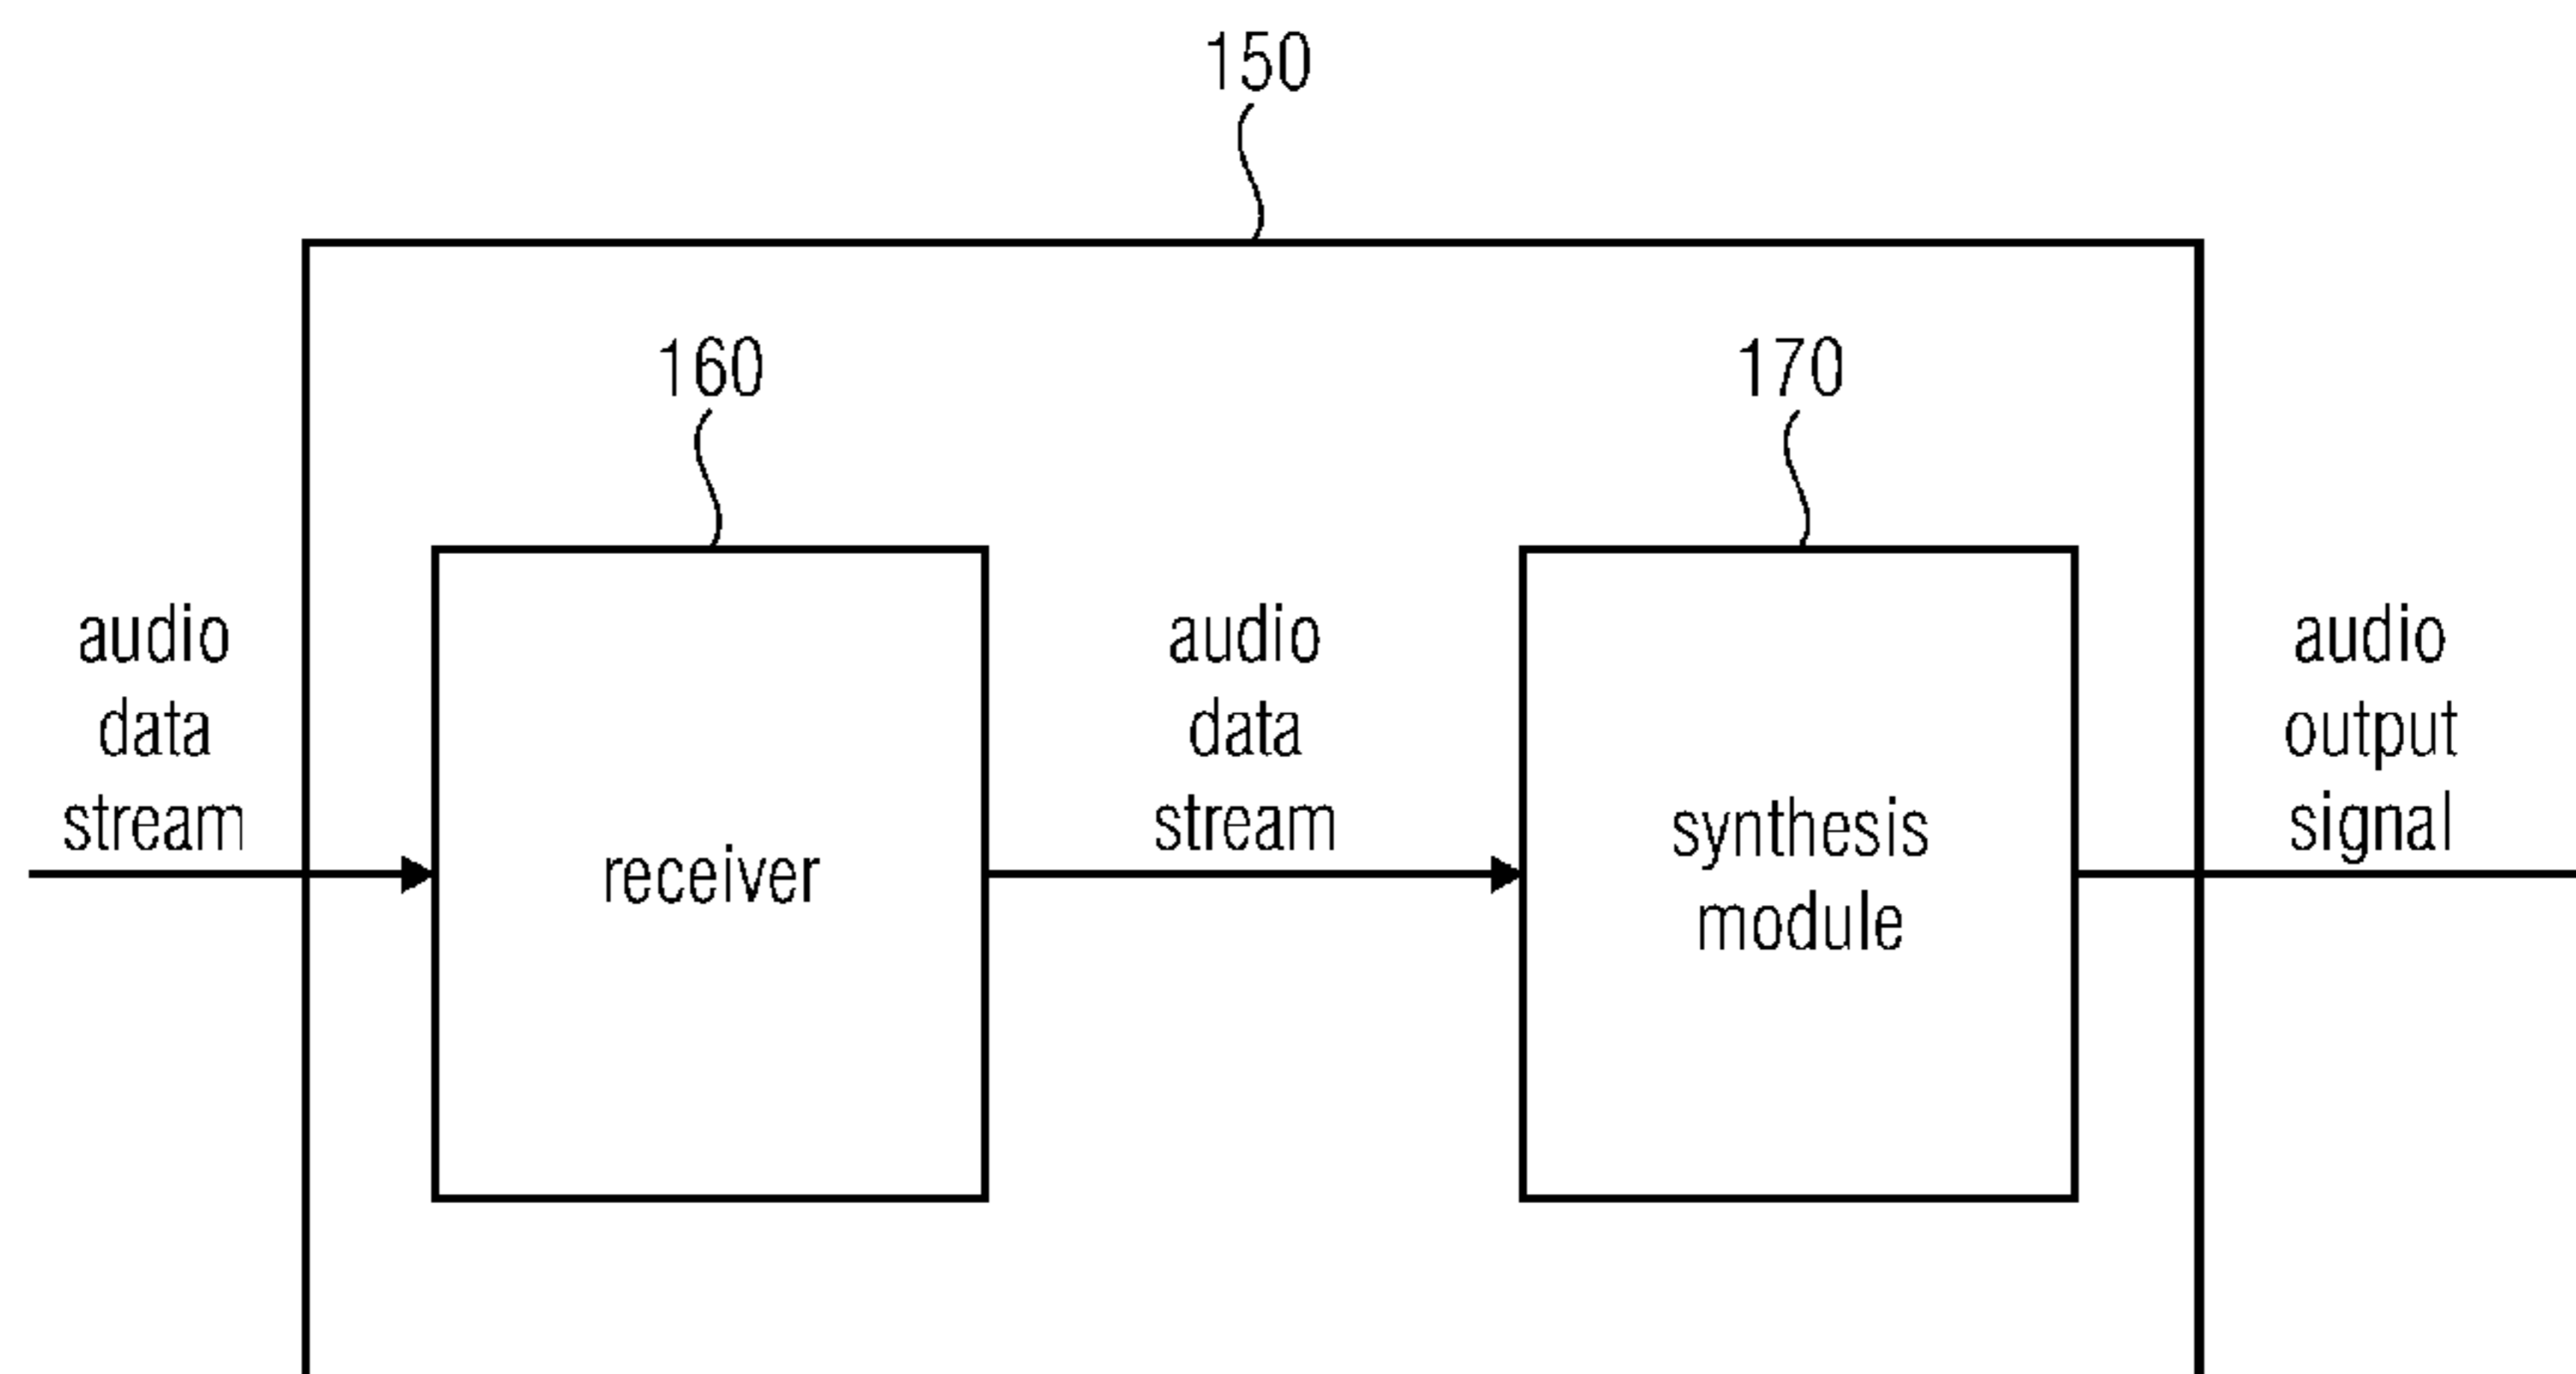 150
160
170
audio
data
stream
receiver
audio
data
stream
synthesis
module
audio
output
signal